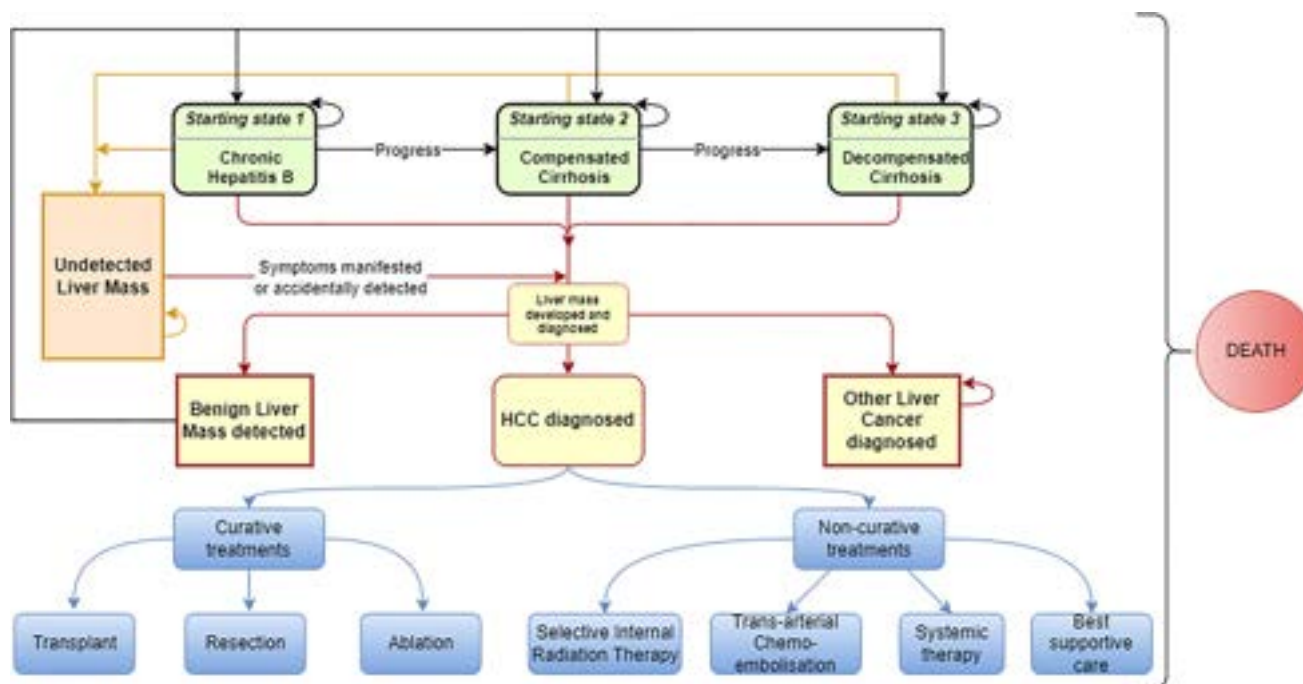 Starting state 1
Chronic
Hepatitis B
Progress
Starting state 2
Compensated
Cirrhosis
Progress
Starting state 3
Decompensated
Cirrhosis
Undetected
Liver Mass
Symptoms manifested
or accidentally detected
Liver mass
developed and
diagnosed
DEATH
Benign Liver
Mass detected
HCC diagnosed
Other Liver
Cancer
diagnosed
Curative
treatments
Non-curative
treatments
Transplant
Resection
Ablation
Selective Internal
Radiation Therapy
Trans-arterial
Chemo-
embolisation
Systemic
therapy
Best
supportive
care